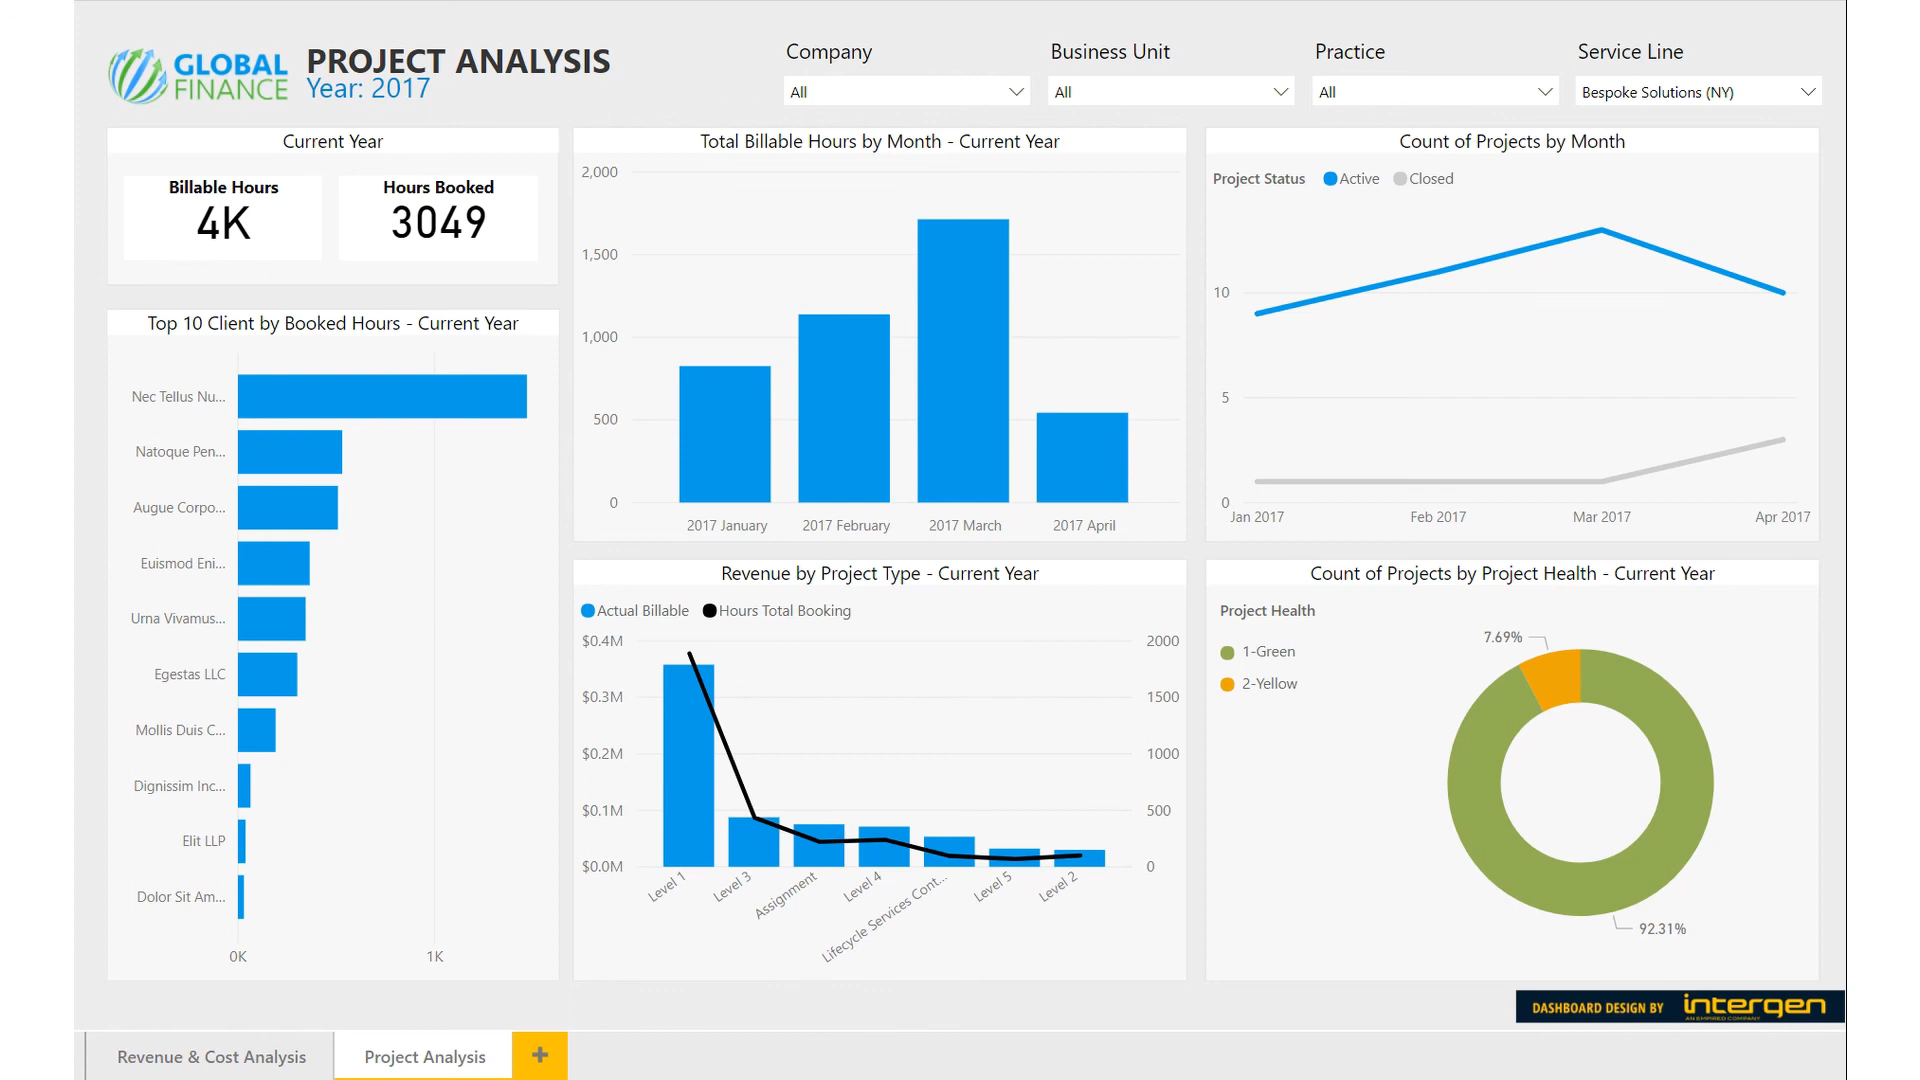 GLOBAL
FINANCE
PROJECT ANALYSIS
Year: 2017
Company
All
Business Unit
All
Practice
All
Service Line
Bespoke Solutions (NY)
Current Year
Billable Hours
4K
Hours Booked
3049
Top 10 Client by Booked Hours - Current Year
Nec Tellus Nu...
Natoque Pen...
Augue Corpo...
Euismod Eni...
Urna Vivamus...
Egestas LLC
Mollis Duis C...
Dignissim Inc...
Elit LLP
Dolor Sit Am...
0K 1K
Total Billable Hours by Month - Current Year
2,000
1,500
1,000
500
0
2017 January 2017 February 2017 March 2017 April
Count of Projects by Month
Project Status Active Closed
10
5
0
Jan 2017 Feb 2017 Mar 2017 Apr 2017
Revenue by Project Type - Current Year
Actual Billable Hours Total Booking
$0.4M 2000
$0.3M 1500
$0.2M 1000
$0.1M 500
$0.0M 0
Level 1 Level 3 Assignment Level 4 Lifecycle Services Cont... Level 5 Level 2
Count of Projects by Project Health - Current Year
Project Health
1-Green
2-Yellow
7.69%
92.31%
DASHBOARD DESIGN BY intergen
AN EMPIRED COMPANY
Revenue & Cost Analysis
Project Analysis
+